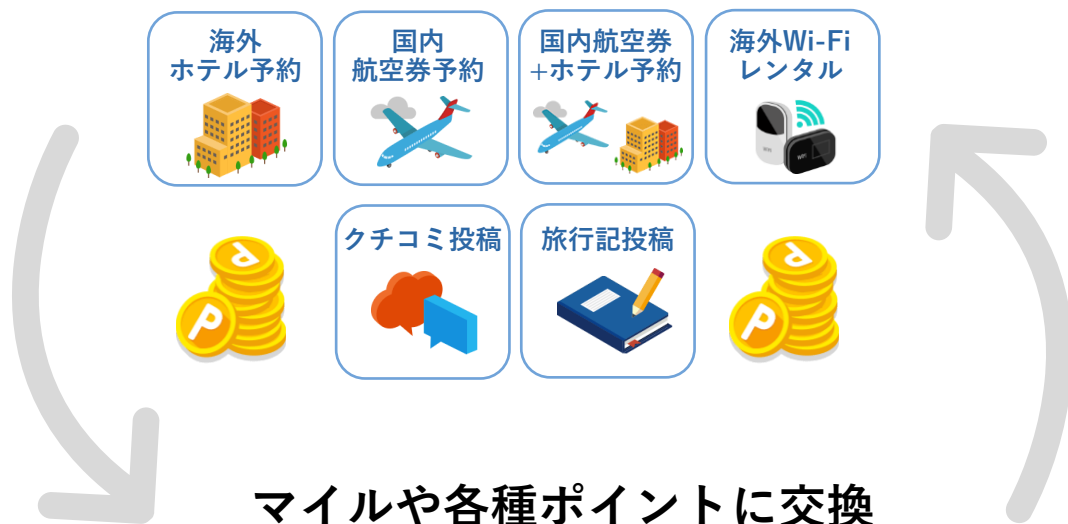 海外
ホテル予約
国内
航空券予約
国内航空券
+ホテル予約
海外Wi-Fi
レンタル
クチコミ投稿
旅行記投稿
P
P
P
P
マイルや各種ポイントに交換